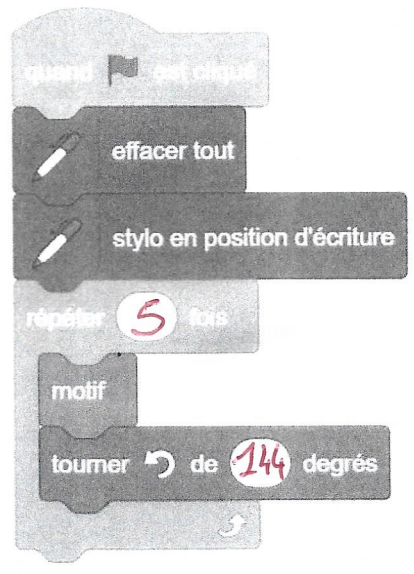 quand est cliqué
effacer tout
stylo en position d'écriture
répéter 5 fois
motif
tourner de 144 degrés